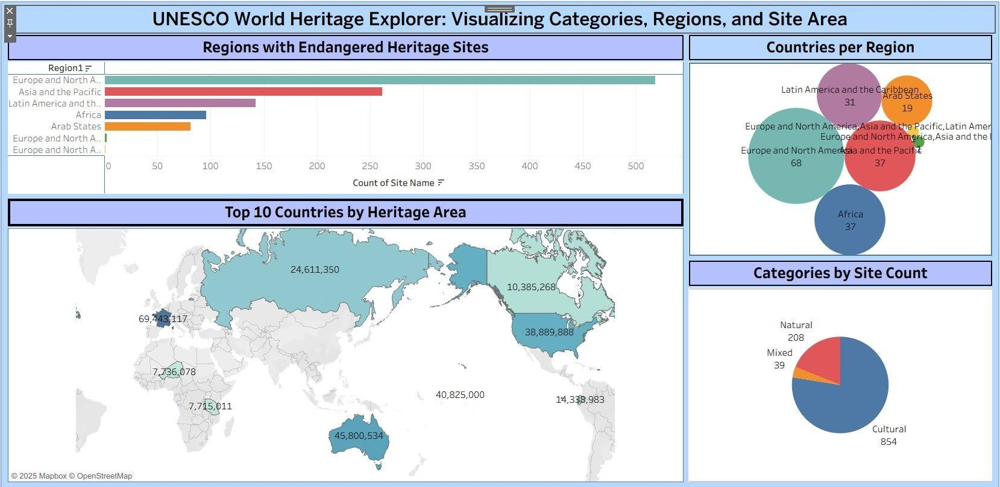 UNESCO World Heritage Explorer: Visualizing Categories, Regions, and Site Area
Regions with Endangered Heritage Sites
Region1
Europe and North A..
Asia and the Pacific
Latin America and th..
Africa
Arab States
Europe and North A..
Europe and North A..
0 50 100 150 200 250 300 350 400 450 500
Count of Site Name
Countries per Region
Latin America and the Caribbean
31
Arab States
19
Europe and North America,Asia and the Pacific,Latin Amer
1
Europe and North America,Asia and the
1
Europe and North America
68
Asia and the Pacific
37
Africa
37
Top 10 Countries by Heritage Area
24,611,350
10,385,268
69,443,117
38,889,888
7,736,078
40,825,000
14,338,983
7,715,011
45,800,534
© 2025 Mapbox © OpenStreetMap
Categories by Site Count
Natural
208
Mixed
39
Cultural
854